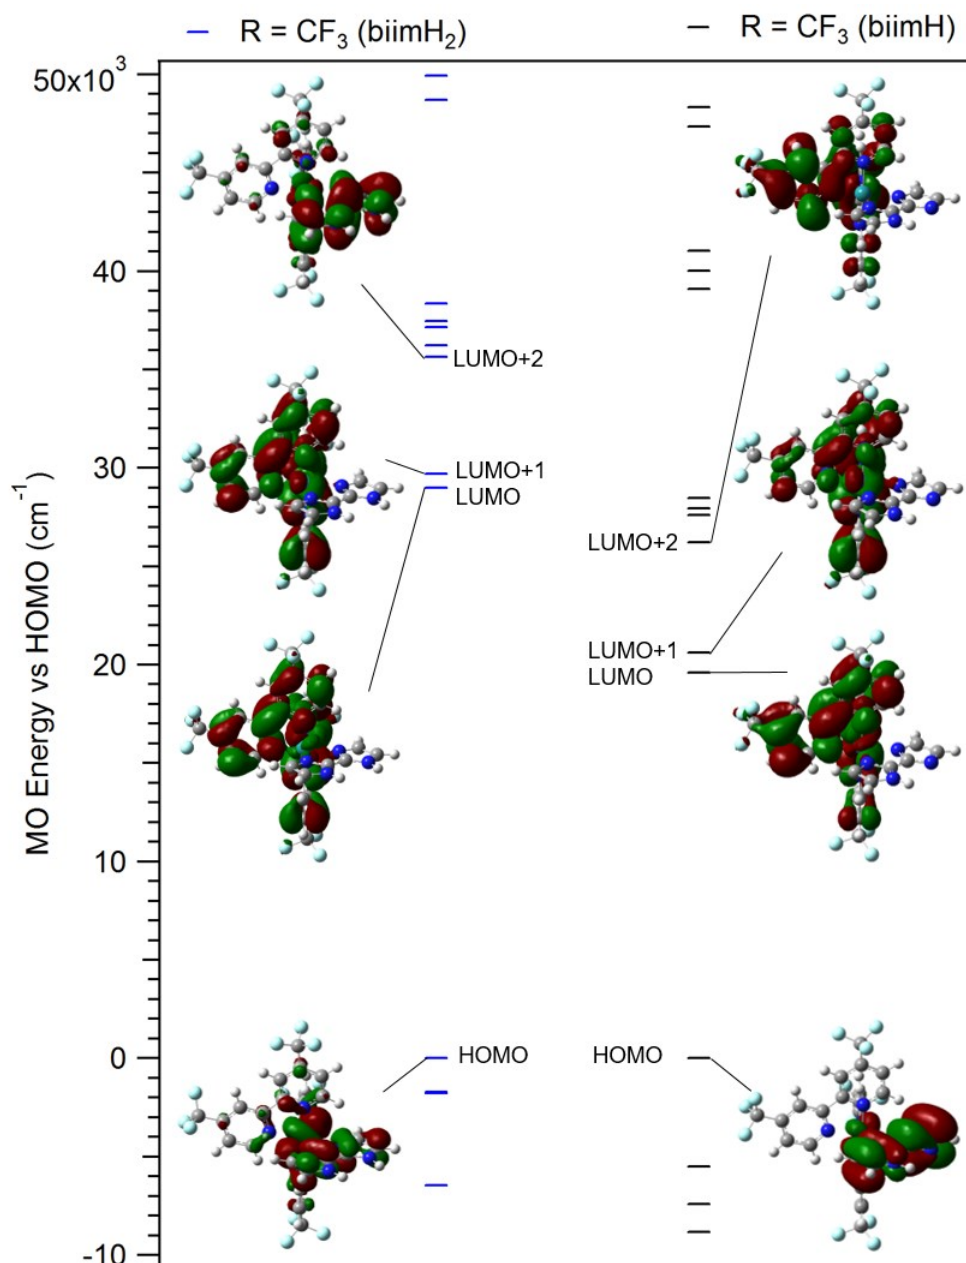 R = CF₃ (biimH₂)
R = CF₃ (biimH)
50x10³
40
30
20
10
0
-10
MO Energy vs HOMO (cm⁻¹)
LUMO+2
LUMO+1
LUMO
HOMO
LUMO+2
LUMO+1
LUMO
HOMO